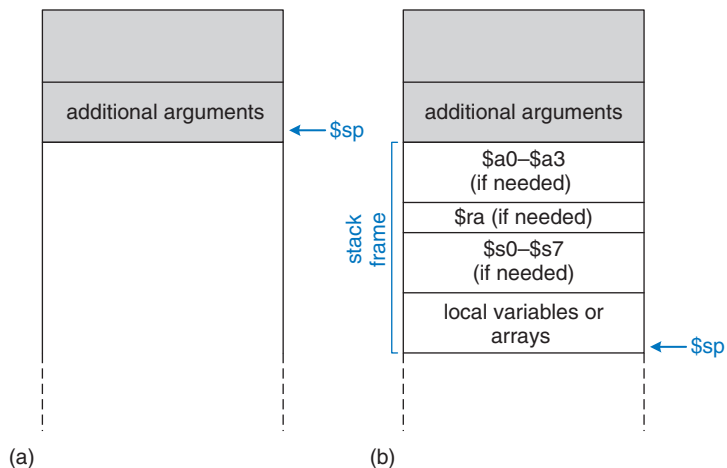 additional arguments
$sp
(a)
additional arguments
$sp
$a0–$a3
(if needed)
$ra (if needed)
$s0–$s7
(if needed)
local variables or
arrays
stack
frame
$sp
(b)